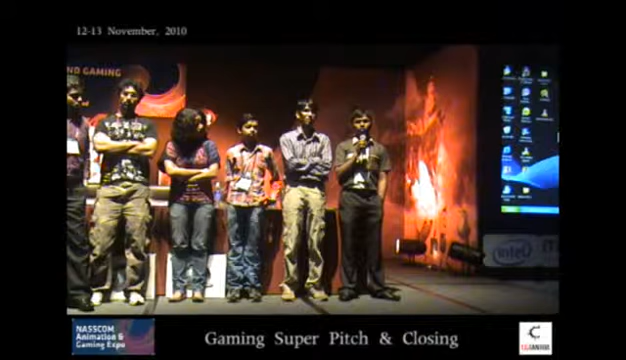 12-13 November, 2010
ND GAMING
intel
NASSCOM
Animation &
Gaming Expo
Gaming Super Pitch & Closing